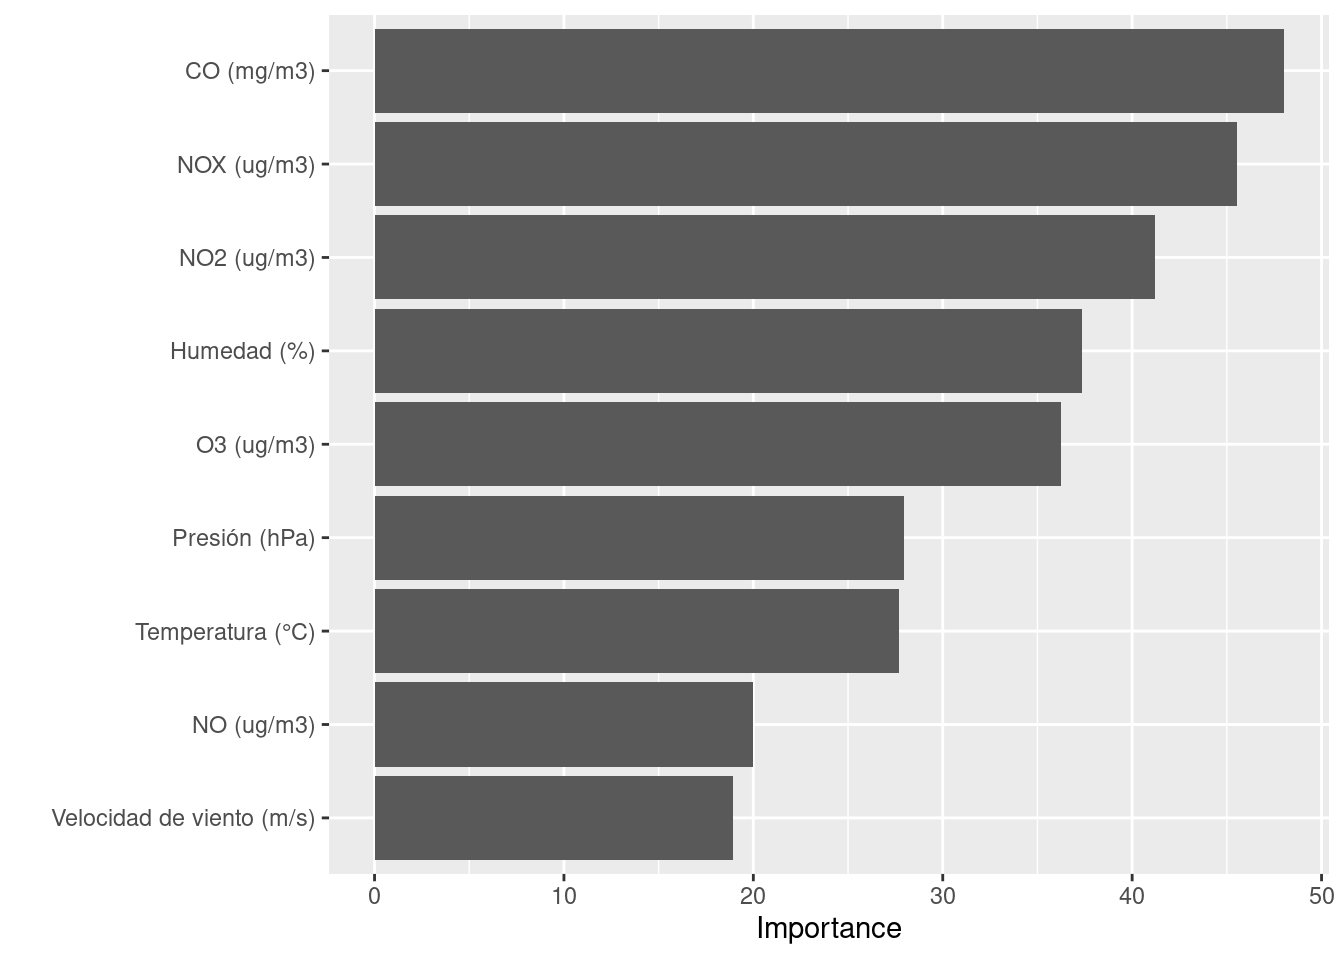 CO (mg/m3)
NOX (ug/m3)
NO2 (ug/m3)
Humedad (%)
O3 (ug/m3)
Presión (hPa)
Temperatura (°C)
NO (ug/m3)
Velocidad de viento (m/s)
0 10 20 30 40 50
Importance